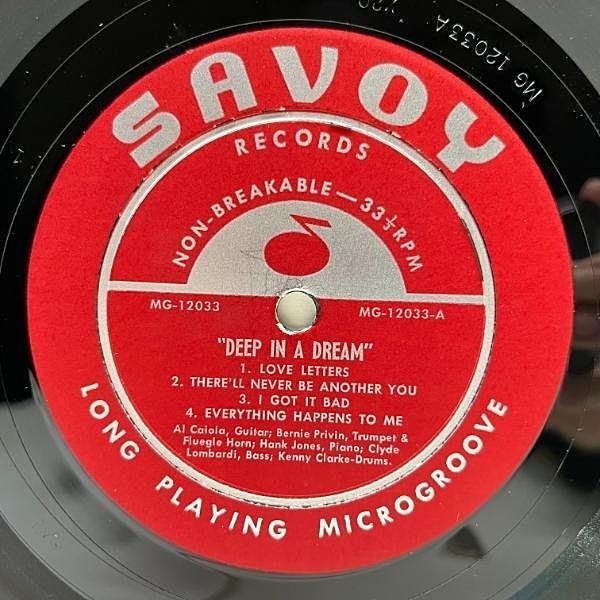 SAVOY
RECORDS
NON-BREAKABLE — 33⅓ RPM
MG-12033
MG-12033-A
"DEEP IN A DREAM"
1. LOVE LETTERS
2. THERE'LL NEVER BE ANOTHER YOU
3. I GOT IT BAD
4. EVERYTHING HAPPENS TO ME
Al Caiola, Guitar; Bernie Privin, Trumpet &
Fluegle Horn; Hank Jones, Piano; Clyde
Lombardi, Bass; Kenny Clarke-Drums.
LONG PLAYING MICROGROOVE
MG 12033A